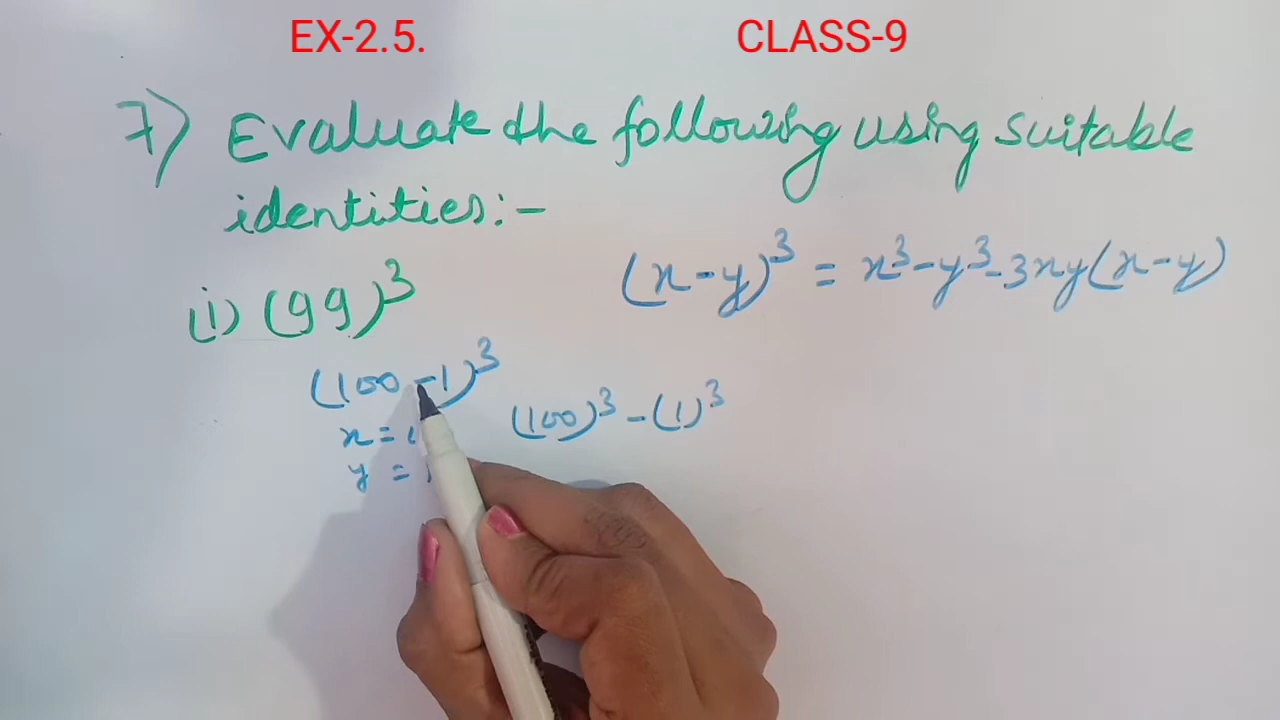 EX-2.5. CLASS-9
7) Evaluate the following using suitable
identities:-
(x-y)³ = x³-y³-3xy(x-y)
(i) (99)³
(100-1)³
(100)³-(1)³
x=
y=